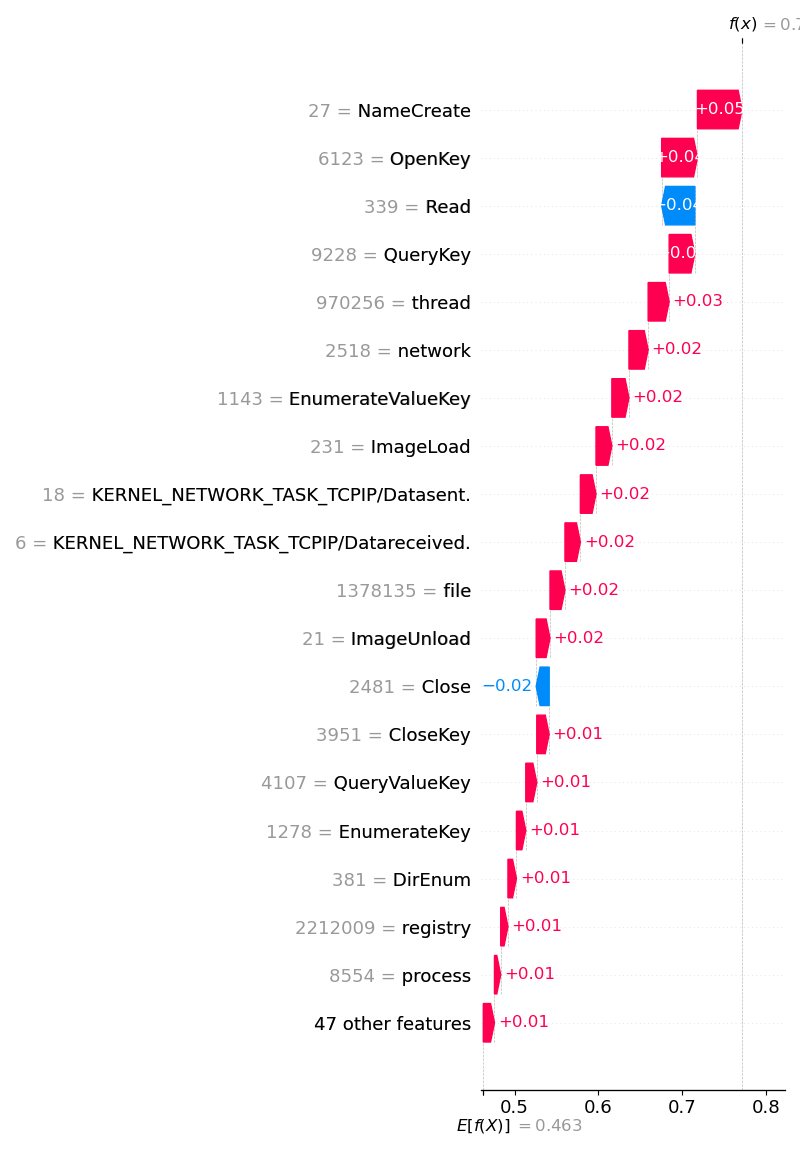 f(x) = 0.7
27 = NameCreate +0.05
6123 = OpenKey +0.04
339 = Read −0.04
9228 = QueryKey
970256 = thread +0.03
2518 = network +0.02
1143 = EnumerateValueKey +0.02
231 = ImageLoad +0.02
18 = KERNEL_NETWORK_TASK_TCPIP/Datasent. +0.02
6 = KERNEL_NETWORK_TASK_TCPIP/Datareceived. +0.02
1378135 = file +0.02
21 = ImageUnload +0.02
2481 = Close −0.02
3951 = CloseKey +0.01
4107 = QueryValueKey +0.01
1278 = EnumerateKey +0.01
381 = DirEnum +0.01
2212009 = registry +0.01
8554 = process +0.01
47 other features +0.01
0.5 0.6 0.7 0.8
E[f(X)] = 0.463